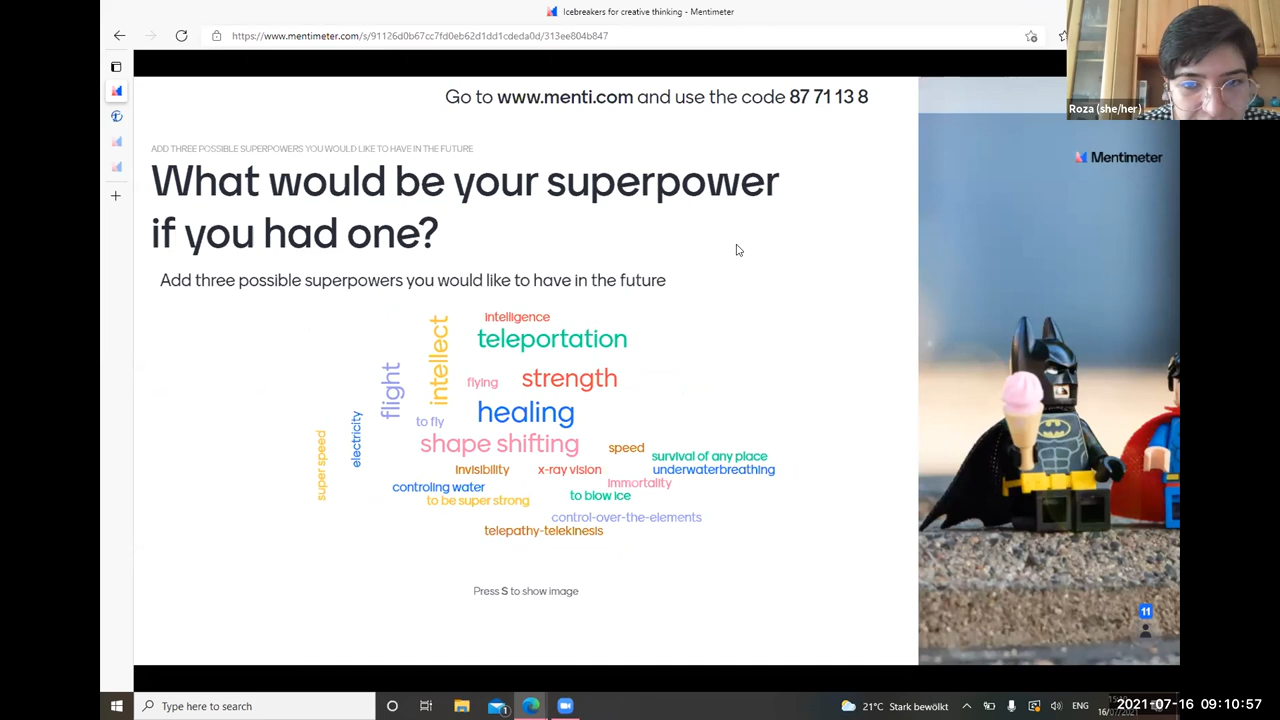 Icebreakers for creative thinking - Mentimeter
https://www.mentimeter.com/s/91126d0b67cc7fd0eb62d1dd1cdeda0d/313ee804b847
Roza (she/her)
Go to www.menti.com and use the code 87 71 13 8
Mentimeter
ADD THREE POSSIBLE SUPERPOWERS YOU WOULD LIKE TO HAVE IN THE FUTURE
What would be your superpower
if you had one?
Add three possible superpowers you would like to have in the future
intelligence
teleportation
intellect
flight
flying
strength
healing
to fly
electricity
super speed
shape shifting
speed
survival of any place
invisibility
x-ray vision
underwaterbreathing
immortality
controling water
to blow ice
to be super strong
control-over-the-elements
telepathy-telekinesis
Press S to show image
11
Type here to search
1
21°C Stark bewölkt
ENG
2021-07-16 09:10:57